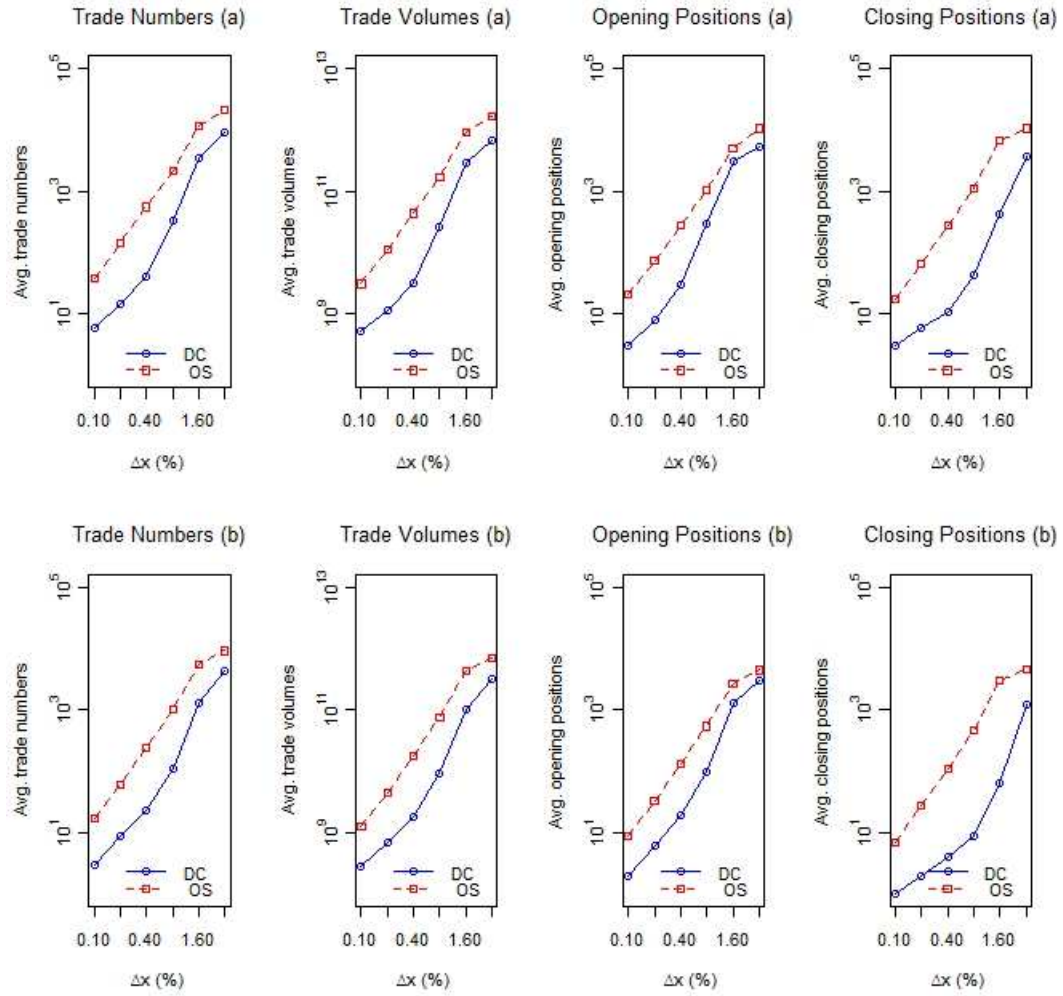 Trade Numbers (a)
Avg. trade numbers
10^5
10^3
10^1
DC
OS
0.10 0.40 1.60
Δx (%)
Trade Volumes (a)
Avg. trade volumes
10^13
10^11
10^9
DC
OS
0.10 0.40 1.60
Δx (%)
Opening Positions (a)
Avg. opening positions
10^5
10^3
10^1
DC
OS
0.10 0.40 1.60
Δx (%)
Closing Positions (a)
Avg. closing positions
10^5
10^3
10^1
DC
OS
0.10 0.40 1.60
Δx (%)
Trade Numbers (b)
Avg. trade numbers
10^5
10^3
10^1
DC
OS
0.10 0.40 1.60
Δx (%)
Trade Volumes (b)
Avg. trade volumes
10^13
10^11
10^9
DC
OS
0.10 0.40 1.60
Δx (%)
Opening Positions (b)
Avg. opening positions
10^5
10^3
10^1
DC
OS
0.10 0.40 1.60
Δx (%)
Closing Positions (b)
Avg. closing positions
10^5
10^3
10^1
DC
OS
0.10 0.40 1.60
Δx (%)